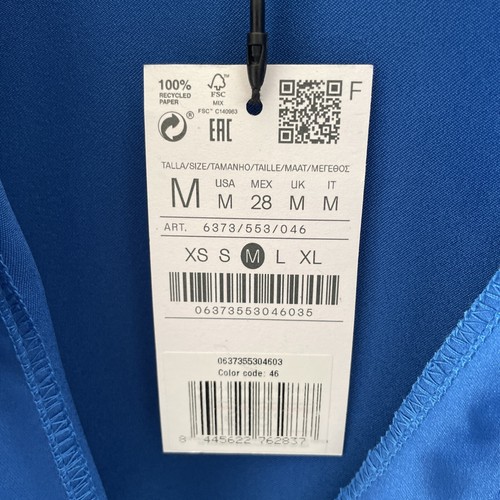 100%
RECYCLED
PAPER
FSC
MIX
FSC® C140963
EAC
F
TALLA/SIZE/TAMANHO/TAILLE/MAAT/ΜΕΓΕΘΟΣ
M
USA MEX UK IT
M 28 M M
ART. 6373/553/046
XS S M L XL
06373553046035
0637355304603
Color code: 46
8 445622 762837